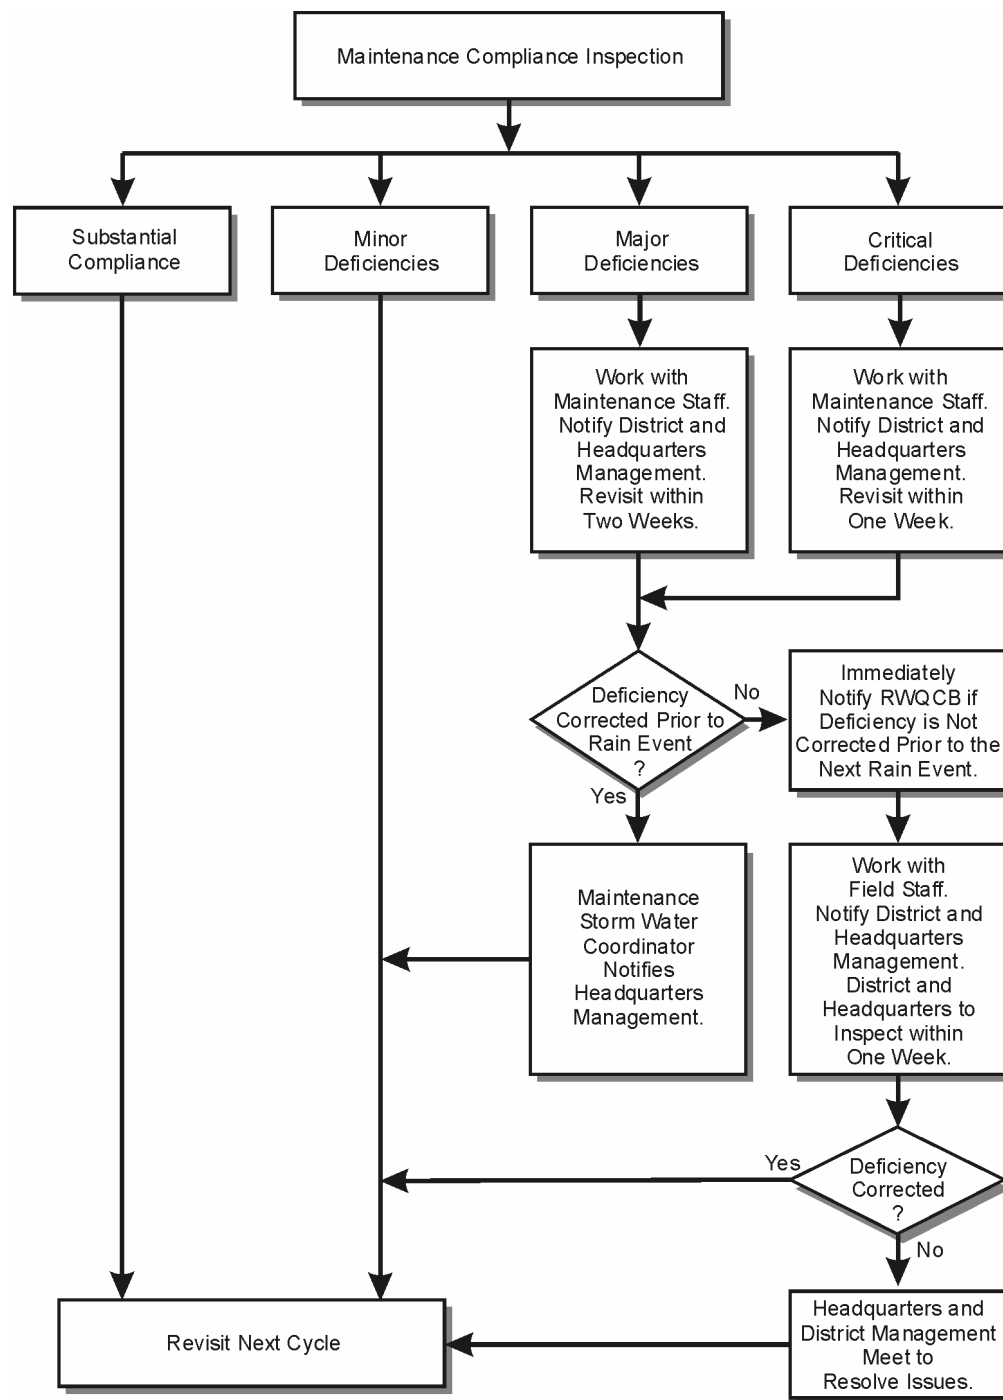 Maintenance Compliance Inspection
Substantial
Compliance
Minor
Deficiencies
Major
Deficiencies
Critical
Deficiencies
Work with
Maintenance Staff.
Notify District and
Headquarters
Management.
Revisit within
Two Weeks.
Work with
Maintenance Staff.
Notify District and
Headquarters
Management.
Revisit within
One Week.
Deficiency
Corrected Prior to
Rain Event
?
No
Yes
Immediately
Notify RWQCB if
Deficiency is Not
Corrected Prior to the
Next Rain Event.
Maintenance
Storm Water
Coordinator
Notifies
Headquarters
Management.
Work with
Field Staff.
Notify District and
Headquarters
Management.
District and
Headquarters to
Inspect within
One Week.
Yes
Deficiency
Corrected
?
No
Revisit Next Cycle
Headquarters and
District Management
Meet to
Resolve Issues.